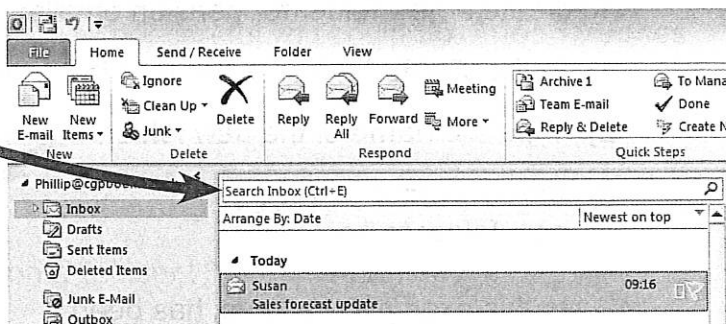 File Home Send / Receive Folder View
New E-mail
New Items
Ignore
Clean Up
Junk
Delete
Reply
Reply All
Forward
Meeting
More
Archive 1
Team E-mail
Reply & Delete
To Mana
Done
Create N
New Delete Respond Quick Steps
Search Inbox (Ctrl+E)
Arrange By: Date Newest on top
Inbox
Drafts
Sent Items
Deleted Items
Junk E-Mail
Outbox
Today
Susan 09:16
Sales forecast update